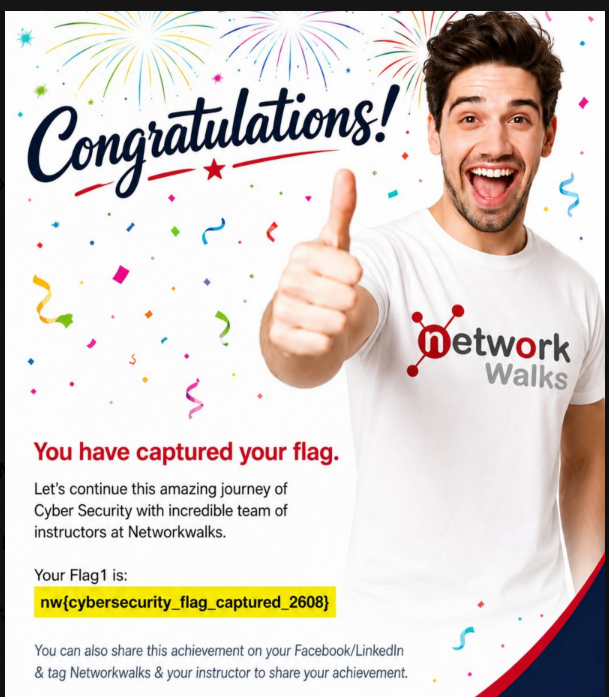 Congratulations!
network
Walks
You have captured your flag.
Let's continue this amazing journey of
Cyber Security with incredible team of
instructors at Networkwalks.
Your Flag1 is:
nw{cybersecurity_flag_captured_2608}
You can also share this achievement on your Facebook/LinkedIn
& tag Networkwalks & your instructor to share your achievement.